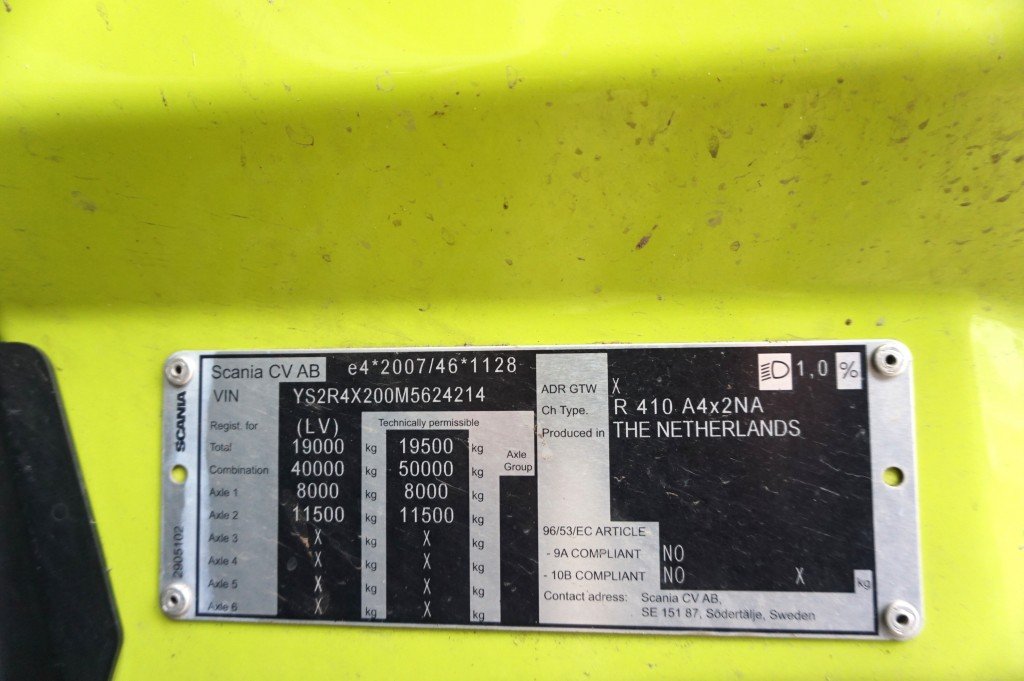 Scania CV AB e4*2007/46*1128
VIN YS2R4X200M5624214
Regist. for (LV) Technically permissible
Total 19000 kg 19500 kg Axle
Combination 40000 kg 50000 kg Group
Axle 1 8000 kg 8000 kg
Axle 2 11500 kg 11500 kg
Axle 3 X kg X kg
Axle 4 X kg X kg
Axle 5 X kg X kg
Axle 6 X kg X kg
ADR GTW X 1,0 %
Ch Type. R 410 A4x2NA
Produced in THE NETHERLANDS
96/53/EC ARTICLE
- 9A COMPLIANT NO
- 10B COMPLIANT NO X kg
Contact adress: Scania CV AB,
SE 151 87, Södertälje, Sweden
SCANIA
2905102